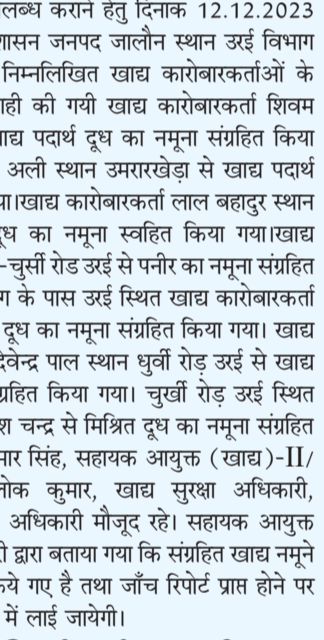 लब्ध कराने हेतु दिनाक 12.12.2023
शासन जनपद जालौन स्थान उरई विभाग
निम्नलिखित खाद्य कारोबारकर्ताओं के
ाही की गयी खाद्य कारोबारकर्ता शिवम
ाद्य पदार्थ दूध का नमूना संग्रहित किया
अली स्थान उमरारखेड़ा से खाद्य पदार्थ
या।खाद्य कारोबारकर्ता लाल बहादुर स्थान
ूध का नमूना स्वहित किया गया।खाद्य
-चुर्सी रोड उरई से पनीर का नमूना संग्रहित
ग के पास उरई स्थित खाद्य कारोबारकर्ता
दूध का नमूना संग्रहित किया गया। खाद्य
देवेन्द्र पाल स्थान धुर्वी रोड़ उरई से खाद्य
ग्रहित किया गया। चुर्खी रोड़ उरई स्थित
श चन्द्र से मिश्रित दूध का नमूना संग्रहित
मार सिंह, सहायक आयुक्त (खाद्य)-II/
लोक कुमार, खाद्य सुरक्षा अधिकारी,
अधिकारी मौजूद रहे। सहायक आयुक्त
ी द्वारा बताया गया कि संग्रहित खाद्य नमूने
ये गए है तथा जाँच रिपोर्ट प्राप्त होने पर
में लाई जायेगी।